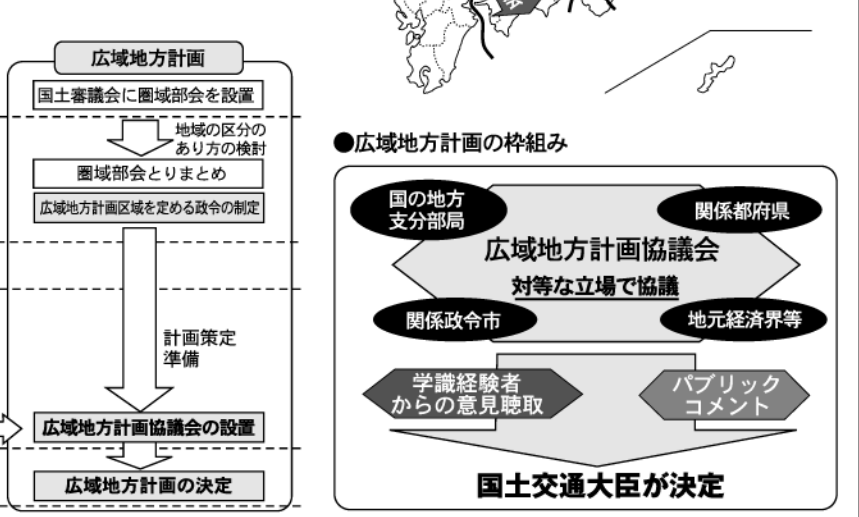 会
広域地方計画
国土審議会に圏域部会を設置
地域の区分の
あり方の検討
圏域部会とりまとめ
広域地方計画区域を定める政令の制定
計画策定
準備
広域地方計画協議会の設置
広域地方計画の決定
●広域地方計画の枠組み
国の地方
支分部局
関係都府県
広域地方計画協議会
対等な立場で協議
関係政令市
地元経済界等
学識経験者
からの意見聴取
パブリック
コメント
国土交通大臣が決定